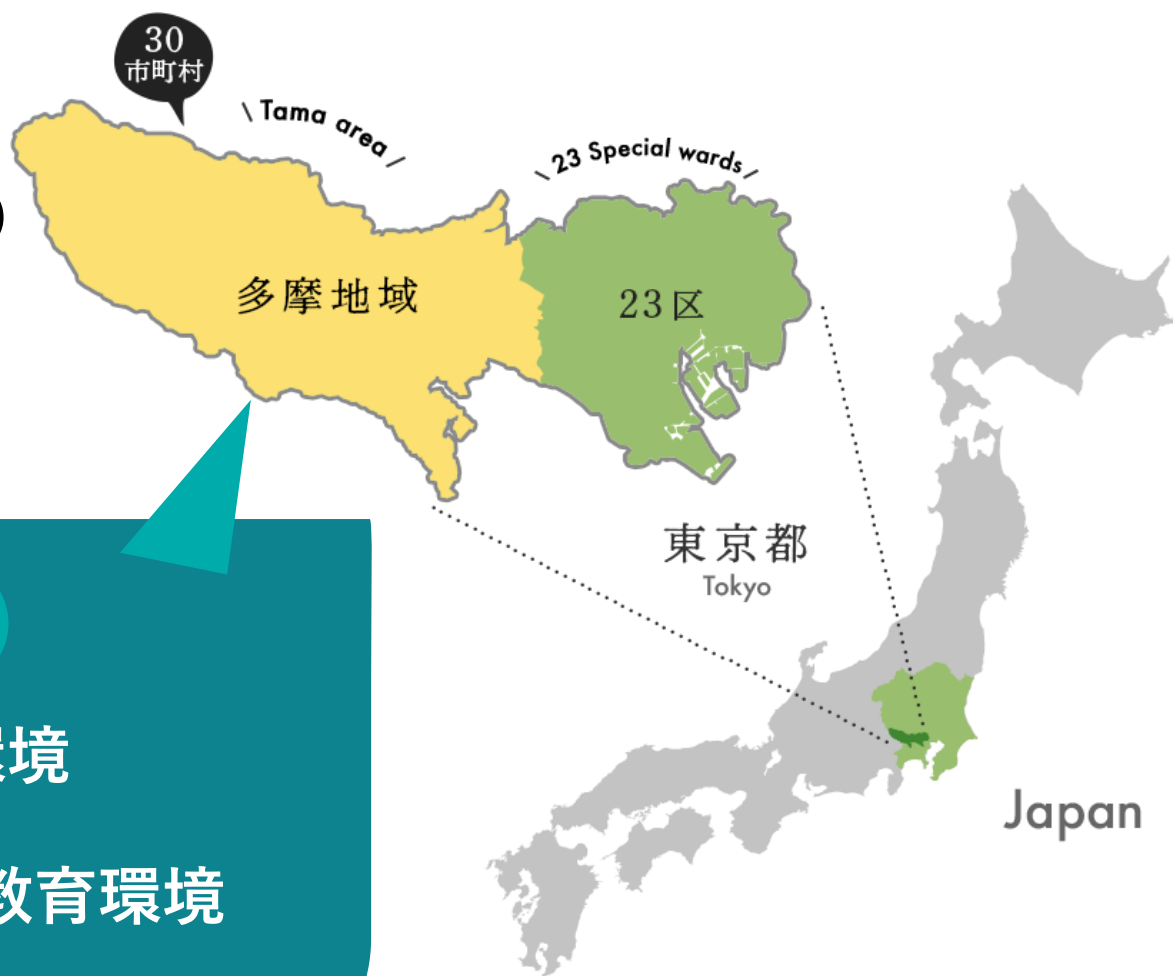 30
市町村
\ Tama area /
\ 23 Special wards /
)
多摩地域
23区
東京都
Tokyo
環境
教育環境
Japan